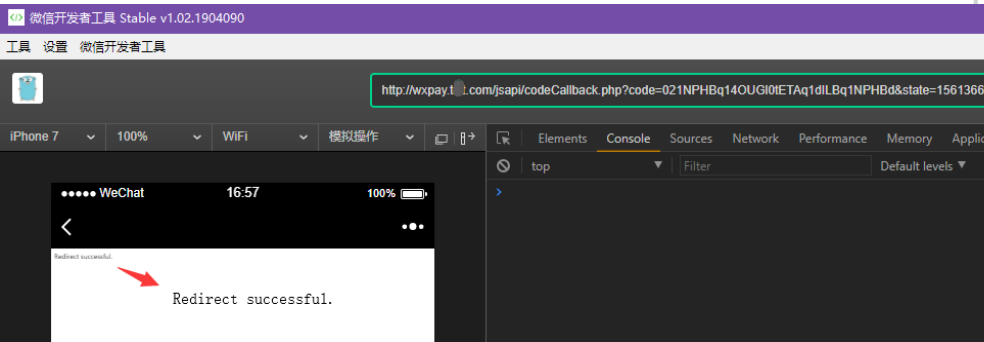 微信开发者工具 Stable v1.02.1904090
工具 设置 微信开发者工具
http://wxpay.t t.com/jsapi/codeCallback.php?code=021NPHBq14OUGl0tETAq1dlLBq1NPHBd&state=1561366
iPhone 7 100% WiFi 模拟操作 Elements Console Sources Network Performance Memory Applic
top Filter Default levels
WeChat 16:57 100%
Redirect successful.
Redirect successful.